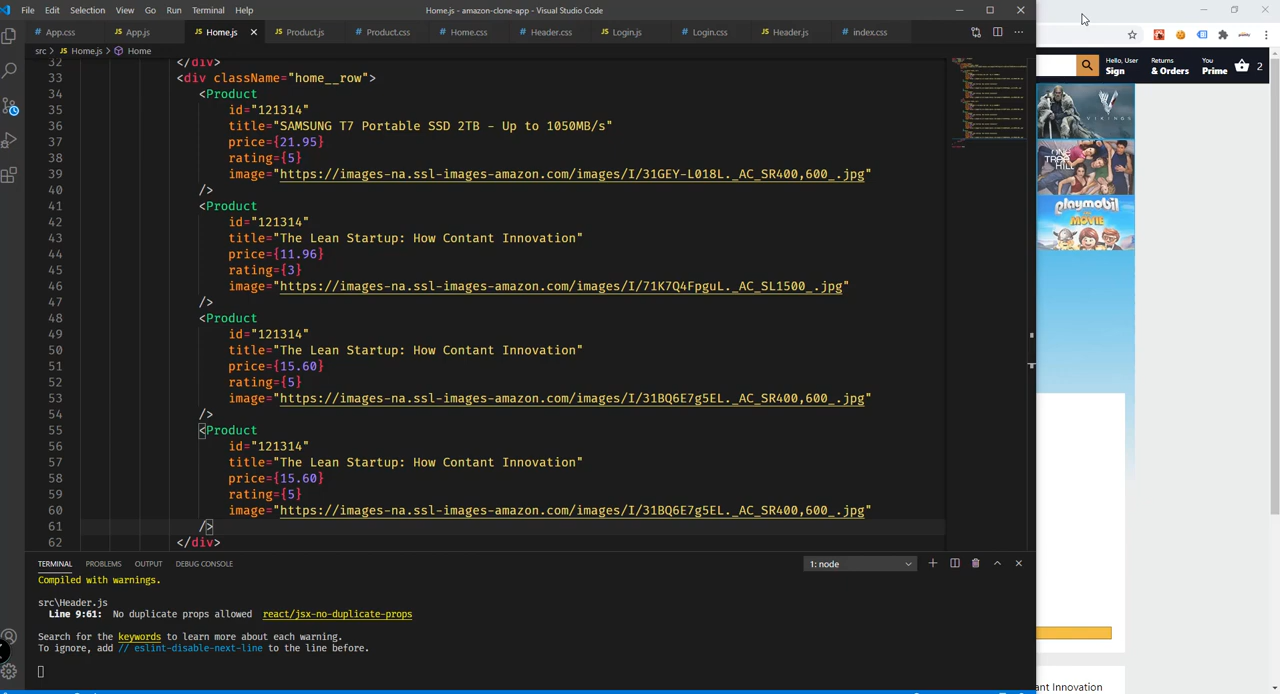 File Edit Selection View Go Run Terminal Help Home.js - amazon-clone-app - Visual Studio Code
App.css JS App.js JS Home.js JS Product.js Product.css Home.css Header.css JS Login.js Login.css JS Header.js index.css
src > JS Home.js > Home
32 </div>
33 <div className="home__row">
34 <Product
35 id="121314"
36 title="SAMSUNG T7 Portable SSD 2TB - Up to 1050MB/s"
37 price={21.95}
38 rating={5}
39 image="https://images-na.ssl-images-amazon.com/images/I/31GEY-L018L._AC_SR400,600_.jpg"
40 />
41 <Product
42 id="121314"
43 title="The Lean Startup: How Contant Innovation"
44 price={11.96}
45 rating={3}
46 image="https://images-na.ssl-images-amazon.com/images/I/71K7Q4FpguL._AC_SL1500_.jpg"
47 />
48 <Product
49 id="121314"
50 title="The Lean Startup: How Contant Innovation"
51 price={15.60}
52 rating={5}
53 image="https://images-na.ssl-images-amazon.com/images/I/31BQ6E7g5EL._AC_SR400,600_.jpg"
54 />
55 <Product
56 id="121314"
57 title="The Lean Startup: How Contant Innovation"
58 price={15.60}
59 rating={5}
60 image="https://images-na.ssl-images-amazon.com/images/I/31BQ6E7g5EL._AC_SR400,600_.jpg"
61 />
62 </div>
TERMINAL PROBLEMS OUTPUT DEBUG CONSOLE 1: node
Compiled with warnings.
src\Header.js
Line 9:61: No duplicate props allowed react/jsx-no-duplicate-props
Search for the keywords to learn more about each warning.
To ignore, add // eslint-disable-next-line to the line before.
Hello, User Returns You
Sign & Orders Prime 2
VIKINGS
ONE
TREE
HILL
playmobil
THE
MOVIE
tant Innovation